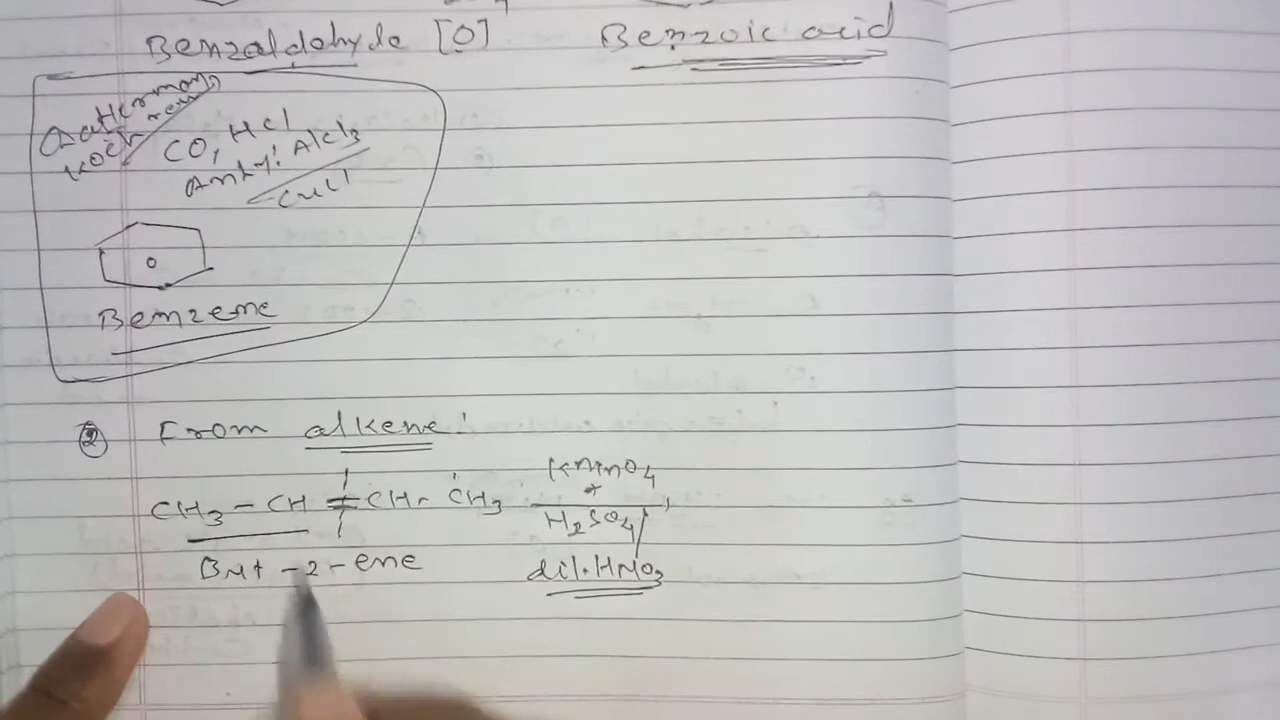 Benzaldehyde [O] Benzoic acid
Gattermann
Koch rexn
CO, HCl
Anhy: AlCl3
CuCl
Benzene
② From alkene:
CH3 - CH = CH - CH3 KMnO4
+
H2SO4/
But - 2 - ene dil. HNO3